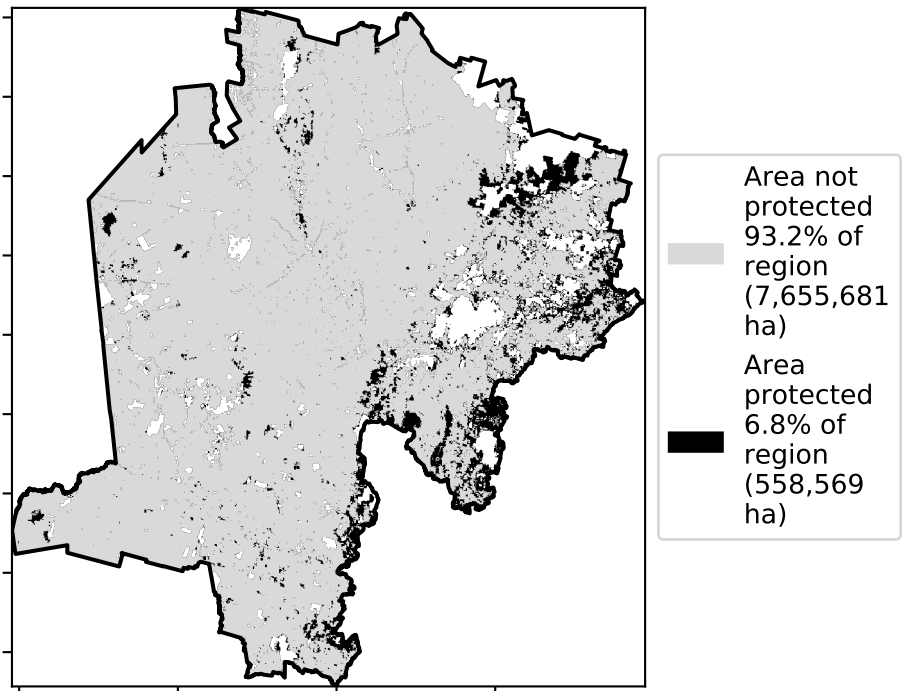 Area not
protected
93.2% of
region
(7,655,681
ha)
Area
protected
6.8% of
region
(558,569
ha)